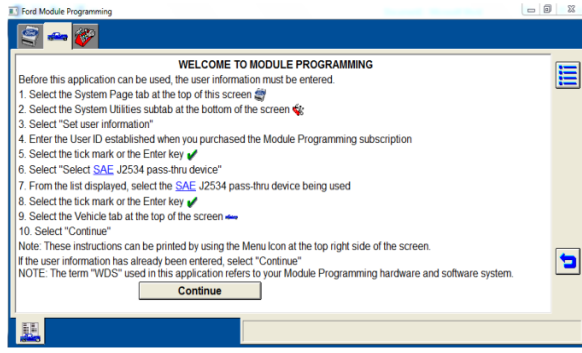 Ford Module Programming
WELCOME TO MODULE PROGRAMMING
Before this application can be used, the user information must be entered.
1. Select the System Page tab at the top of this screen
2. Select the System Utilities subtab at the bottom of the screen
3. Select "Set user information"
4. Enter the User ID established when you purchased the Module Programming subscription
5. Select the tick mark or the Enter key
6. Select "Select SAE J2534 pass-thru device"
7. From the list displayed, select the SAE J2534 pass-thru device being used
8. Select the tick mark or the Enter key
9. Select the Vehicle tab at the top of the screen
10. Select "Continue"
Note: These instructions can be printed by using the Menu Icon at the top right side of the screen.
If the user information has already been entered, select "Continue"
NOTE: The term "WDS" used in this application refers to your Module Programming hardware and software system.
Continue